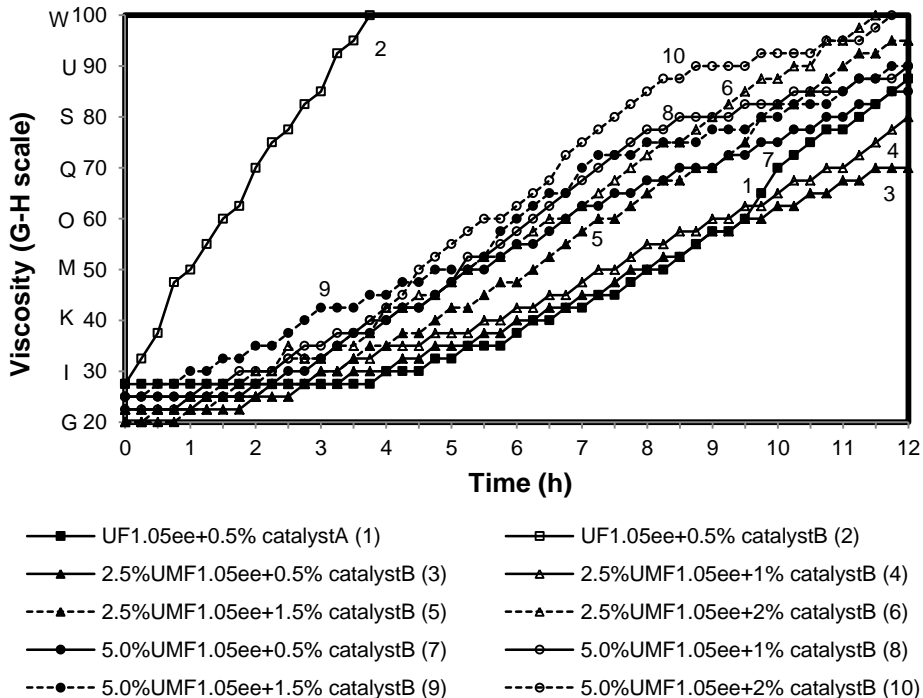 Viscosity (G-H scale)
W 100
U 90
S 80
Q 70
O 60
M 50
K 40
I 30
G 20
2
10
6
8
9
5
7
1
4
3
0 1 2 3 4 5 6 7 8 9 10 11 12
Time (h)
UF1.05ee+0.5% catalystA (1)
UF1.05ee+0.5% catalystB (2)
2.5%UMF1.05ee+0.5% catalystB (3)
2.5%UMF1.05ee+1% catalystB (4)
2.5%UMF1.05ee+1.5% catalystB (5)
2.5%UMF1.05ee+2% catalystB (6)
5.0%UMF1.05ee+0.5% catalystB (7)
5.0%UMF1.05ee+1% catalystB (8)
5.0%UMF1.05ee+1.5% catalystB (9)
5.0%UMF1.05ee+2% catalystB (10)